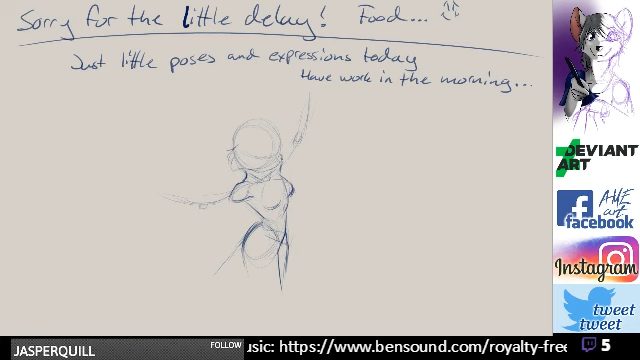 Sorry for the little delay! Food... ^^
Just little poses and expressions today
Have work in the morning...
DEVIANT
ART
AHE
art
facebook
Instagram
tweet
tweet
JASPERQUILL
FOLLOW
usic: https://www.bensound.com/royalty-free
5